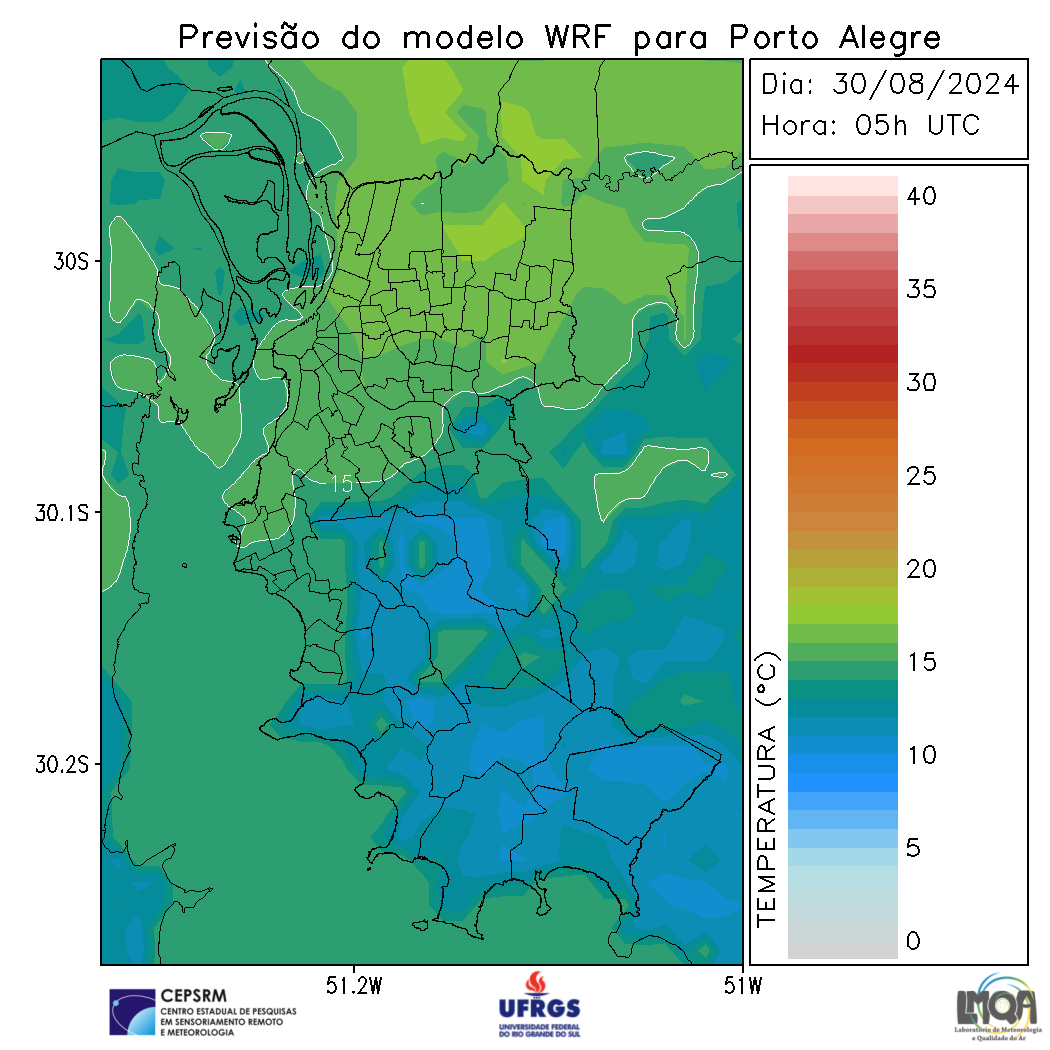 Previsão do modelo WRF para Porto Alegre
Dia: 30/08/2024
Hora: 05h UTC
40
35
30
25
20
15
10
5
0
TEMPERATURA (°C)
30S
30.1S
30.2S
15
51.2W
51W
CEPSRM
CENTRO ESTADUAL DE PESQUISAS
EM SENSORIAMENTO REMOTO
E METEOROLOGIA
UFRGS
UNIVERSIDADE FEDERAL
DO RIO GRANDE DO SUL
LMQA
Laboratório de Meteorologia
e Qualidade do Ar